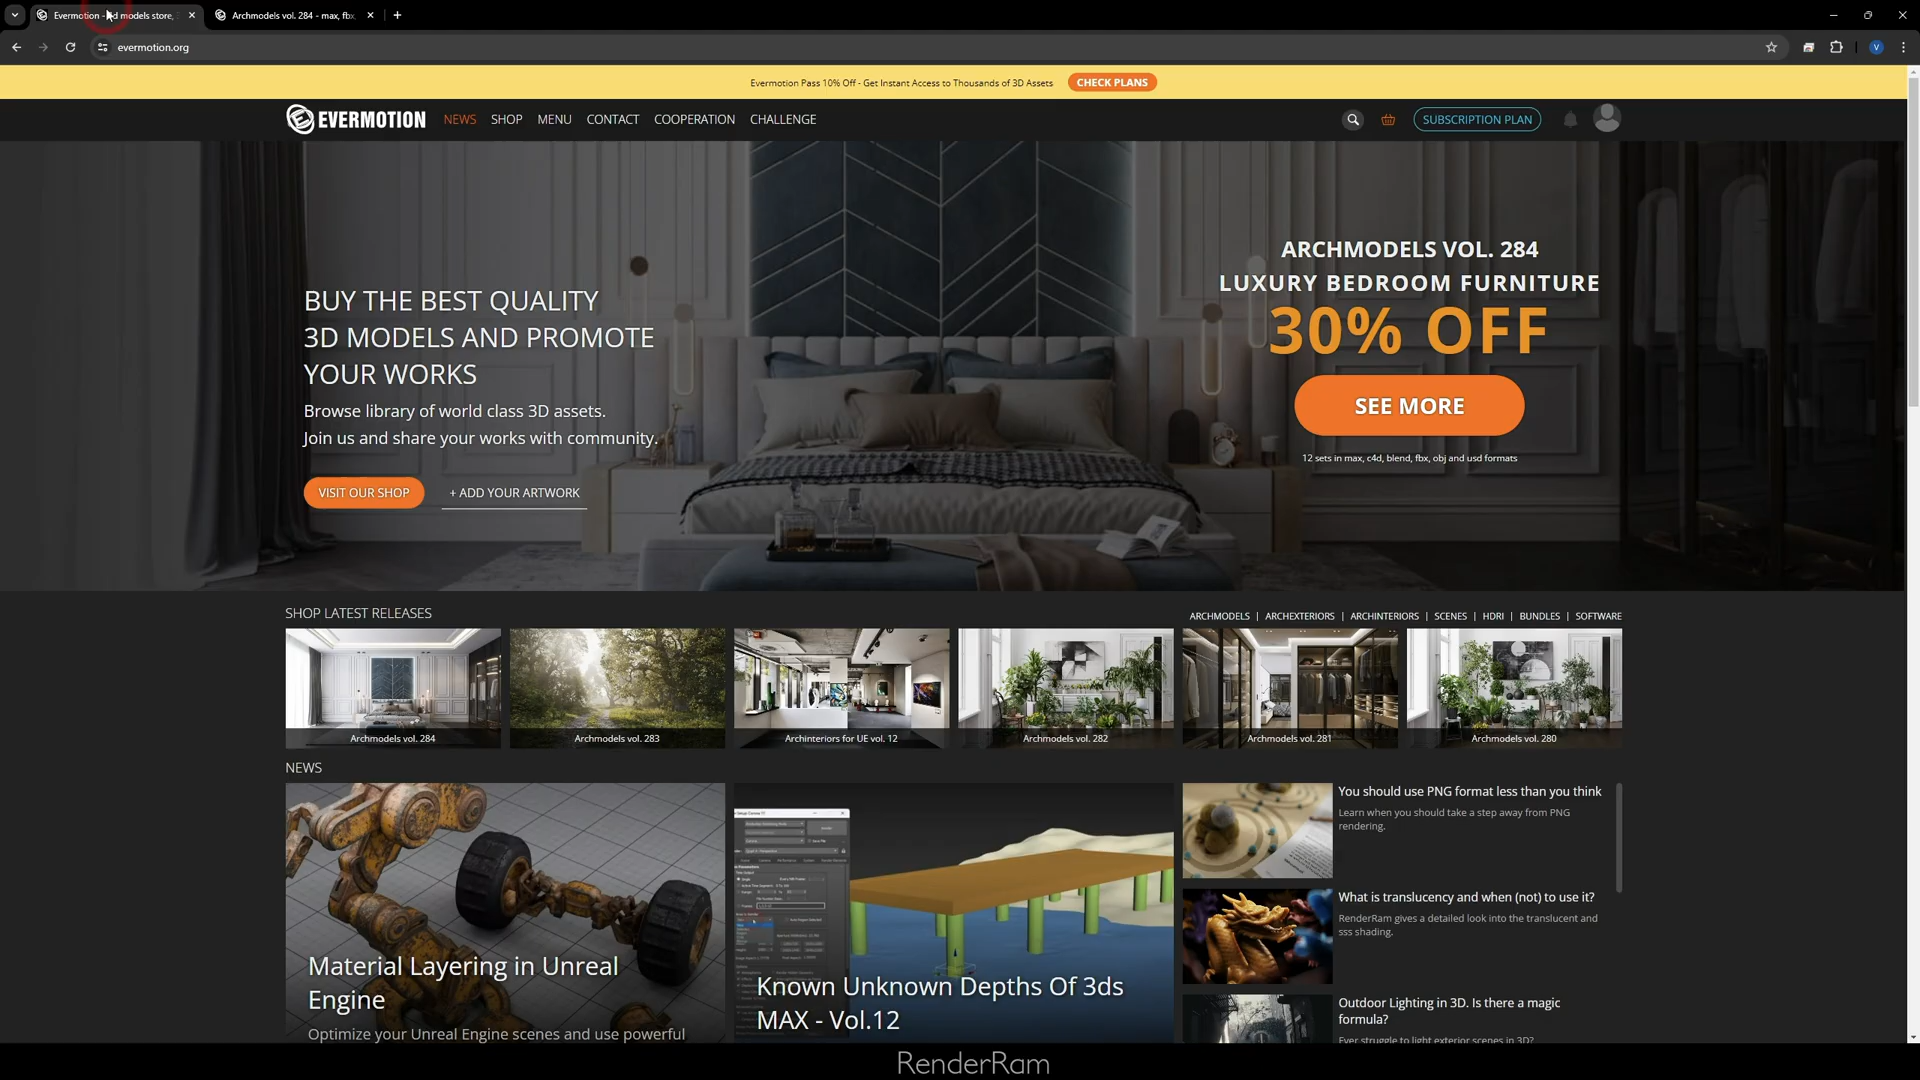 Evermotion - 3d models store,
Archmodels vol. 284 - max, fbx,
evermotion.org
Evermotion Pass 10% Off - Get Instant Access to Thousands of 3D Assets
CHECK PLANS
EVERMOTION
NEWS
SHOP
MENU
CONTACT
COOPERATION
CHALLENGE
SUBSCRIPTION PLAN
V
BUY THE BEST QUALITY
3D MODELS AND PROMOTE
YOUR WORKS
Browse library of world class 3D assets.
Join us and share your works with community.
VISIT OUR SHOP
+ ADD YOUR ARTWORK
ARCHMODELS VOL. 284
LUXURY BEDROOM FURNITURE
30% OFF
SEE MORE
12 sets in max, c4d, blend, fbx, obj and usd formats
SHOP LATEST RELEASES
ARCHMODELS | ARCHEXTERIORS | ARCHINTERIORS | SCENES | HDRI | BUNDLES | SOFTWARE
Archmodels vol. 284
Archmodels vol. 283
Archinteriors for UE vol. 12
Archmodels vol. 282
Archmodels vol. 281
Archmodels vol. 280
NEWS
Material Layering in Unreal
Engine
Optimize your Unreal Engine scenes and use powerful
Known Unknown Depths Of 3ds
MAX - Vol.12
You should use PNG format less than you think
Learn when you should take a step away from PNG
rendering.
What is translucency and when (not) to use it?
RenderRam gives a detailed look into the translucent and
sss shading.
Outdoor Lighting in 3D. Is there a magic
formula?
Ever struggle to light exterior scenes in 3D?
RenderRam